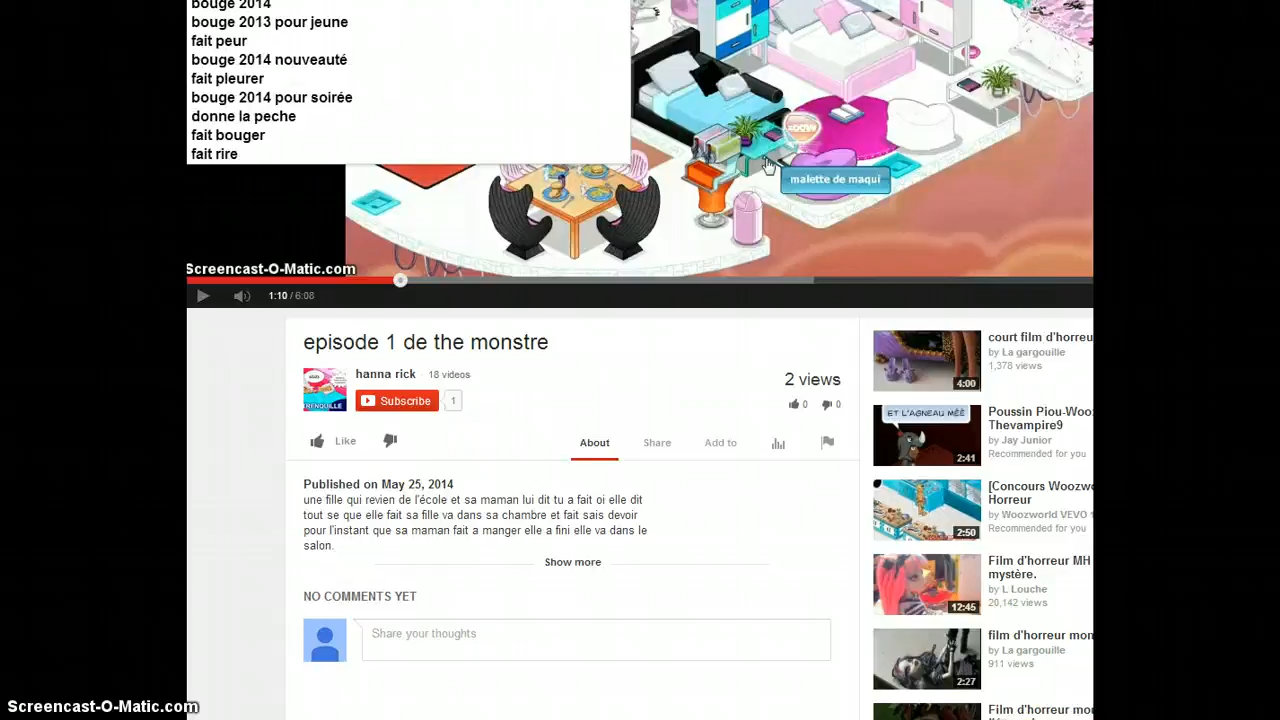 bouge 2014
bouge 2013 pour jeune
fait peur
bouge 2014 nouveauté
fait pleurer
bouge 2014 pour soirée
donne la peche
fait bouger
fait rire
malette de maqui
Screencast-O-Matic.com
1:10 / 6:08
episode 1 de the monstre
hanna rick · 18 videos
Subscribe 1
2 views
0 0
Like
About Share Add to
Published on May 25, 2014
une fille qui revien de l'école et sa maman lui dit tu a fait oi elle dit
tout se que elle fait sa fille va dans sa chambre et fait sais devoir
pour l'instant que sa maman fait a manger elle a fini elle va dans le
salon.
Show more
NO COMMENTS YET
Share your thoughts
court film d'horreu
by La gargouille
1,378 views
4:00
ET L'AGNEAU MÊÊ
Poussin Piou-Wooz
Thevampire9
by Jay Junior
Recommended for you
2:41
[Concours Woozwo
Horreur
by Woozworld VEVO
Recommended for you
2:50
Film d'horreur MH
mystère.
by L Louche
20,142 views
12:45
film d'horreur mon
by La gargouille
911 views
2:27
Film d'horreur mon
Screencast-O-Matic.com